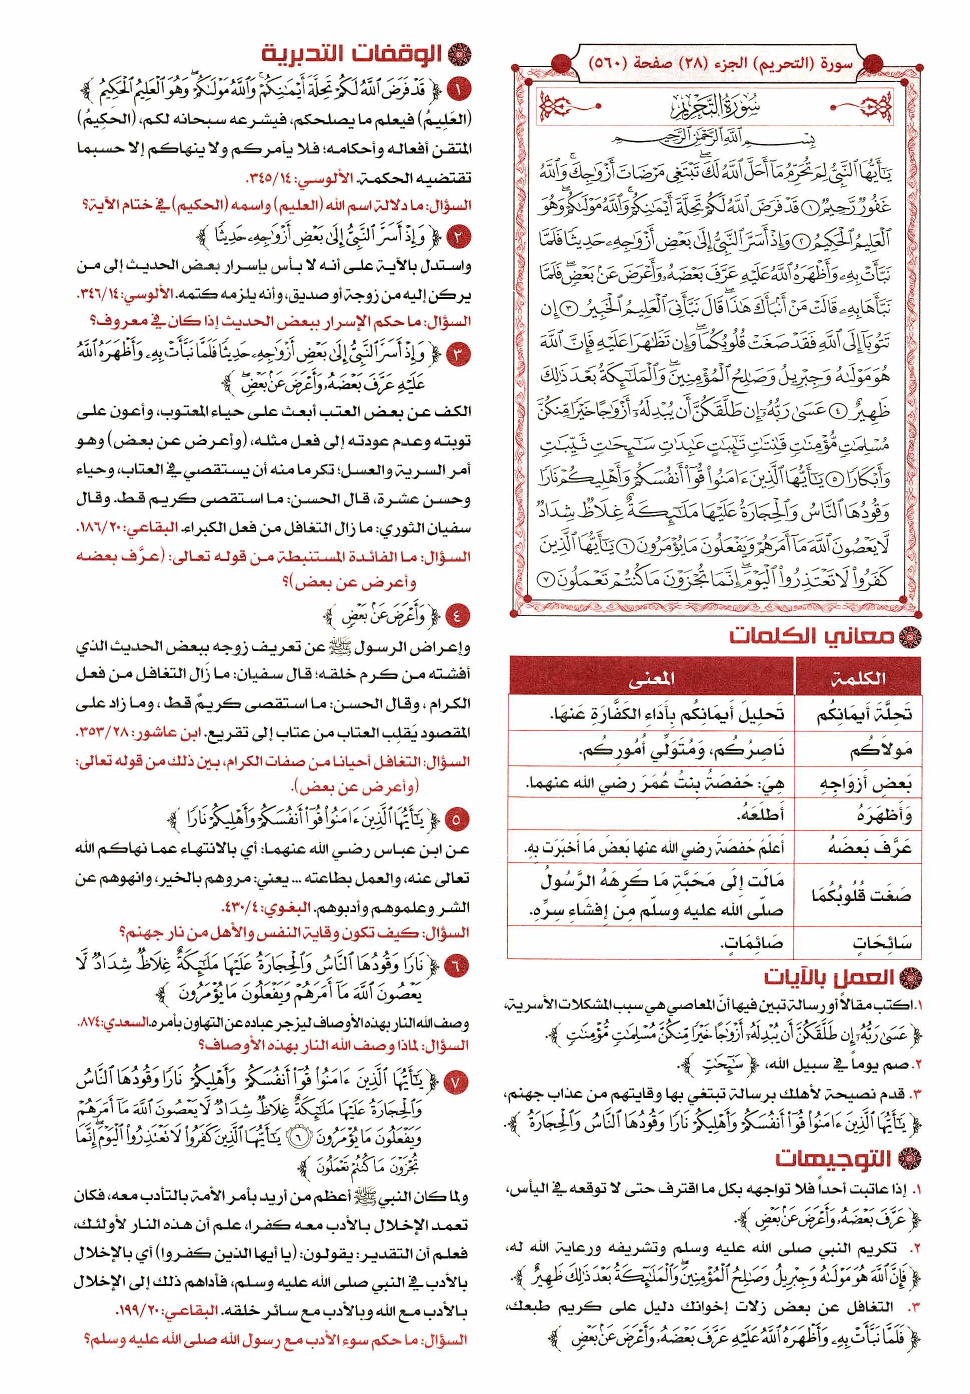 سورة (التحريم) الجزء (٢٨) صفحة (٥٦٠)
سُورَةُ التَّحْرِيمِ
بِسْمِ اللَّهِ الرَّحْمَٰنِ الرَّحِيمِ
يَٰٓأَيُّهَا ٱلنَّبِيُّ لِمَ تُحَرِّمُ مَآ أَحَلَّ ٱللَّهُ لَكَۖ تَبْتَغِي مَرْضَاتَ أَزْوَٰجِكَۚ وَٱللَّهُ
غَفُورٌ رَّحِيمٌ ١ قَدْ فَرَضَ ٱللَّهُ لَكُمْ تَحِلَّةَ أَيْمَٰنِكُمْۚ وَٱللَّهُ مَوْلَىٰكُمْۖ وَهُوَ
ٱلْعَلِيمُ ٱلْحَكِيمُ ٢ وَإِذْ أَسَرَّ ٱلنَّبِيُّ إِلَىٰ بَعْضِ أَزْوَٰجِهِۦ حَدِيثًا فَلَمَّا
نَبَّأَتْ بِهِۦ وَأَظْهَرَهُ ٱللَّهُ عَلَيْهِ عَرَّفَ بَعْضَهُۥ وَأَعْرَضَ عَنۢ بَعْضٍۖ فَلَمَّا
نَبَّأَهَا بِهِۦ قَالَتْ مَنْ أَنۢبَأَكَ هَٰذَاۖ قَالَ نَبَّأَنِيَ ٱلْعَلِيمُ ٱلْخَبِيرُ ٣ إِن
تَتُوبَآ إِلَى ٱللَّهِ فَقَدْ صَغَتْ قُلُوبُكُمَاۖ وَإِن تَظَٰهَرَا عَلَيْهِ فَإِنَّ ٱللَّهَ
هُوَ مَوْلَىٰهُ وَجِبْرِيلُ وَصَٰلِحُ ٱلْمُؤْمِنِينَۖ وَٱلْمَلَٰٓئِكَةُ بَعْدَ ذَٰلِكَ
ظَهِيرٌ ٤ عَسَىٰ رَبُّهُۥٓ إِن طَلَّقَكُنَّ أَن يُبْدِلَهُۥٓ أَزْوَٰجًا خَيْرًا مِّنكُنَّ
مُسْلِمَٰتٍ مُّؤْمِنَٰتٍ قَٰنِتَٰتٍ تَٰٓئِبَٰتٍ عَٰبِدَٰتٍ سَٰٓئِحَٰتٍ ثَيِّبَٰتٍ
وَأَبْكَارًا ٥ يَٰٓأَيُّهَا ٱلَّذِينَ ءَامَنُوا۟ قُوٓا۟ أَنفُسَكُمْ وَأَهْلِيكُمْ نَارًا
وَقُودُهَا ٱلنَّاسُ وَٱلْحِجَارَةُ عَلَيْهَا مَلَٰٓئِكَةٌ غِلَاظٌ شِدَادٌ
لَّا يَعْصُونَ ٱللَّهَ مَآ أَمَرَهُمْ وَيَفْعَلُونَ مَا يُؤْمَرُونَ ٦ يَٰٓأَيُّهَا ٱلَّذِينَ
كَفَرُوا۟ لَا تَعْتَذِرُوا۟ ٱلْيَوْمَۖ إِنَّمَا تُجْزَوْنَ مَا كُنتُمْ تَعْمَلُونَ ٧
معاني الكلمات
الكلمة المعنى
تَحِلَّةَ أَيمَانِكُم تَحلِيلَ أَيمَانِكُم بِأَدَاءِ الكَفَّارَةِ عَنهَا.
مَولَاكُم نَاصِرُكُم، وَمُتَوَلِّي أُمُورِكُم.
بَعضِ أَزوَاجِهِ هِيَ: حَفصَةُ بِنتُ عُمَرَ رضي الله عنهما.
وَأَظهَرَهُ أَطلَعَهُ.
عَرَّفَ بَعضَهُ أَعلَمَ حَفصَةَ رضي الله عنها بَعضَ مَا أَخبَرَت بِهِ.
صَغَت قُلُوبُكُمَا مَالَت إِلَى مَحَبَّةِ مَا كَرِهَهُ الرَّسُولُ
صلّى الله عليه وسلّم مِن إِفشَاءِ سِرِّهِ.
سَائِحَاتٍ صَائِمَاتٍ.
العمل بالآيات
١. اكتب مقالاً أو رسالة تبين فيها أنّ المعاصي هي سبب المشكلات الأسرية،
﴿ عَسَىٰ رَبُّهُۥٓ إِن طَلَّقَكُنَّ أَن يُبْدِلَهُۥٓ أَزْوَٰجًا خَيْرًا مِّنكُنَّ مُسْلِمَٰتٍ مُّؤْمِنَٰتٍ ﴾.
٢. صم يوماً في سبيل الله، ﴿ سَٰٓئِحَٰتٍ ﴾.
٣. قدم نصيحة لأهلك برسالة تبتغي بها وقايتهم من عذاب جهنم،
﴿ يَٰٓأَيُّهَا ٱلَّذِينَ ءَامَنُوا۟ قُوٓا۟ أَنفُسَكُمْ وَأَهْلِيكُمْ نَارًا وَقُودُهَا ٱلنَّاسُ وَٱلْحِجَارَةُ ﴾.
التوجيهات
١. إذا عاتبت أحداً فلا تواجهه بكل ما اقترف حتى لا توقعه في اليأس،
﴿ عَرَّفَ بَعْضَهُۥ وَأَعْرَضَ عَنۢ بَعْضٍ ﴾.
٢. تكريم النبي صلى الله عليه وسلم وتشريفه ورعاية الله له،
﴿ فَإِنَّ ٱللَّهَ هُوَ مَوْلَىٰهُ وَجِبْرِيلُ وَصَٰلِحُ ٱلْمُؤْمِنِينَۖ وَٱلْمَلَٰٓئِكَةُ بَعْدَ ذَٰلِكَ ظَهِيرٌ ﴾.
٣. التغافل عن بعض زلات إخوانك دليل على كريم طبعك،
﴿ فَلَمَّا نَبَّأَتْ بِهِۦ وَأَظْهَرَهُ ٱللَّهُ عَلَيْهِ عَرَّفَ بَعْضَهُۥ وَأَعْرَضَ عَنۢ بَعْضٍ ﴾
الوقفات التدبرية
١ ﴿ قَدْ فَرَضَ ٱللَّهُ لَكُمْ تَحِلَّةَ أَيْمَٰنِكُمْۚ وَٱللَّهُ مَوْلَىٰكُمْۖ وَهُوَ ٱلْعَلِيمُ ٱلْحَكِيمُ ﴾
(العَلِيمُ) فيعلم ما يصلحكم، فيشرعه سبحانه لكم، (الحَكِيمُ)
المتقن أفعاله وأحكامه؛ فلا يأمركم ولا ينهاكم إلا حسبما
تقتضيه الحكمة. الألوسي: ٣٤٥/١٤.
السؤال: ما دلالة اسم الله (العليم) واسمه (الحكيم) في ختام الآية؟
٢ ﴿ وَإِذْ أَسَرَّ ٱلنَّبِيُّ إِلَىٰ بَعْضِ أَزْوَٰجِهِۦ حَدِيثًا ﴾
واستدل بالآية على أنه لا بأس بإسرار بعض الحديث إلى من
يركن إليه من زوجة أو صديق، وأنه يلزمه كتمه. الألوسي: ٣٤٦/١٤.
السؤال: ما حكم الإسرار ببعض الحديث إذا كان في معروف؟
٣ ﴿ وَإِذْ أَسَرَّ ٱلنَّبِيُّ إِلَىٰ بَعْضِ أَزْوَٰجِهِۦ حَدِيثًا فَلَمَّا نَبَّأَتْ بِهِۦ وَأَظْهَرَهُ ٱللَّهُ
عَلَيْهِ عَرَّفَ بَعْضَهُۥ وَأَعْرَضَ عَنۢ بَعْضٍۖ ﴾
الكف عن بعض العتب أبعث على حياء المعتوب، وأعون على
توبته وعدم عودته إلى فعل مثله، (وأعرض عن بعض) وهو
أمر السرية والعسل؛ تكرما منه أن يستقصي في العتاب، وحياء
وحسن عشرة، قال الحسن: ما استقصى كريم قط. وقال
سفيان الثوري: ما زال التغافل من فعل الكبراء. البقاعي: ١٨٦/٢٠.
السؤال: ما الفائدة المستنبطة من قوله تعالى: (عرَّف بعضه
وأعرض عن بعض)؟
٤ ﴿ وَأَعْرَضَ عَنۢ بَعْضٍ ﴾
وإعراض الرسول ﷺ عن تعريف زوجه ببعض الحديث الذي
أفشته من كرم خلقه؛ قال سفيان: ما زَال التغافل من فعل
الكرام ، وقال الحسن: ما استقصى كريمٌ قط ، وما زاد على
المقصود يَقلِب العتاب من عتاب إلى تقريع. ابن عاشور: ٣٥٣/٢٨.
السؤال: التغافل أحيانا من صفات الكرام، بين ذلك من قوله تعالى:
(وأعرض عن بعض).
٥ ﴿ يَٰٓأَيُّهَا ٱلَّذِينَ ءَامَنُوا۟ قُوٓا۟ أَنفُسَكُمْ وَأَهْلِيكُمْ نَارًا ﴾
عن ابن عباس رضي الله عنهما: أي بالانتهاء عما نهاكم الله
تعالى عنه، والعمل بطاعته ... يعني: مروهم بالخير، وانهوهم عن
الشر وعلموهم وأدبوهم. البغوي: ٤٣٠/٤.
السؤال: كيف تكون وقاية النفس والأهل من نار جهنم؟
٦ ﴿ نَارًا وَقُودُهَا ٱلنَّاسُ وَٱلْحِجَارَةُ عَلَيْهَا مَلَٰٓئِكَةٌ غِلَاظٌ شِدَادٌ لَّا
يَعْصُونَ ٱللَّهَ مَآ أَمَرَهُمْ وَيَفْعَلُونَ مَا يُؤْمَرُونَ ﴾
وصف الله النار بهذه الأوصاف ليزجر عباده عن التهاون بأمره. السعدي: ٨٧٤.
السؤال: لماذا وصف الله النار بهذه الأوصاف؟
٧ ﴿ يَٰٓأَيُّهَا ٱلَّذِينَ ءَامَنُوا۟ قُوٓا۟ أَنفُسَكُمْ وَأَهْلِيكُمْ نَارًا وَقُودُهَا ٱلنَّاسُ
وَٱلْحِجَارَةُ عَلَيْهَا مَلَٰٓئِكَةٌ غِلَاظٌ شِدَادٌ لَّا يَعْصُونَ ٱللَّهَ مَآ أَمَرَهُمْ
وَيَفْعَلُونَ مَا يُؤْمَرُونَ ٦ يَٰٓأَيُّهَا ٱلَّذِينَ كَفَرُوا۟ لَا تَعْتَذِرُوا۟ ٱلْيَوْمَۖ إِنَّمَا
تُجْزَوْنَ مَا كُنتُمْ تَعْمَلُونَ ﴾
ولما كان النبي ﷺ أعظم من أريد بأمر الأمة بالتأدب معه، فكان
تعمد الإخلال بالأدب معه كفرا، علم أن هذه النار لأولئك،
فعلم أن التقدير: يقولون: (يا أيها الذين كفروا) أي بالإخلال
بالأدب في النبي صلى الله عليه وسلم، فأداهم ذلك إلى الإخلال
بالأدب مع الله وبالأدب مع سائر خلقه. البقاعي: ١٩٩/٢٠.
السؤال: ما حكم سوء الأدب مع رسول الله صلى الله عليه وسلم؟